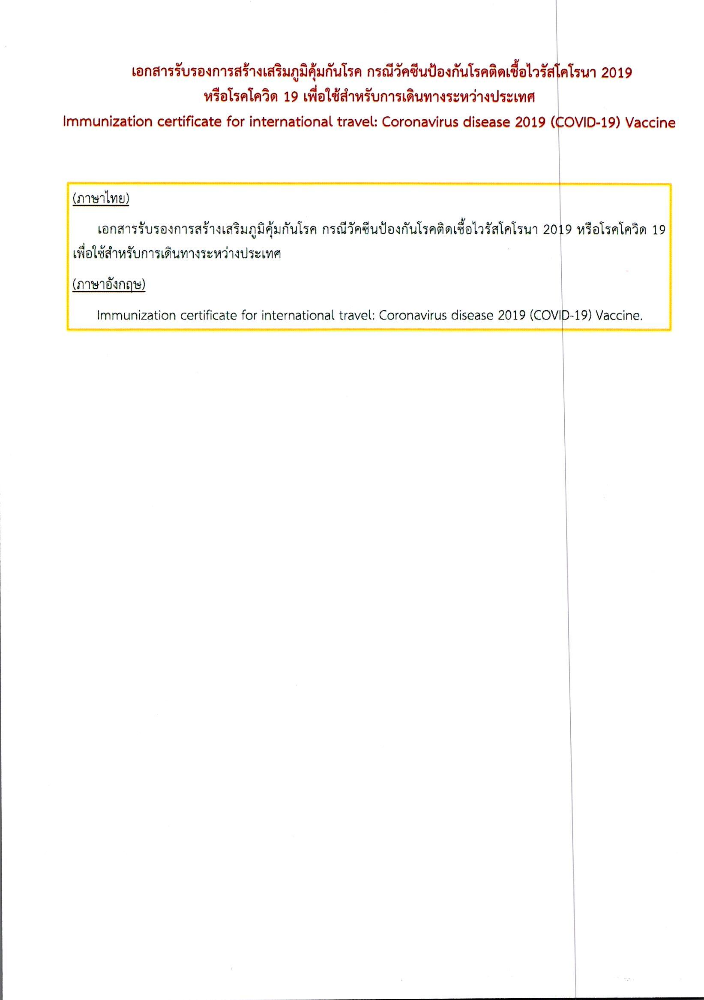 เอกสารรับรองการสร้างเสริมภูมิคุ้มกันโรค กรณีวัคซีนป้องกันโรคติดเชื้อไวรัสโคโรนา 2019
หรือโรคโควิด 19 เพื่อใช้สำหรับการเดินทางระหว่างประเทศ
Immunization certificate for international travel: Coronavirus disease 2019 (COVID-19) Vaccine
(ภาษาไทย)
เอกสารรับรองการสร้างเสริมภูมิคุ้มกันโรค กรณีวัคซีนป้องกันโรคติดเชื้อไวรัสโคโรนา 2019 หรือโรคโควิด 19
เพื่อใช้สำหรับการเดินทางระหว่างประเทศ
(ภาษาอังกฤษ)
Immunization certificate for international travel: Coronavirus disease 2019 (COVID-19) Vaccine.